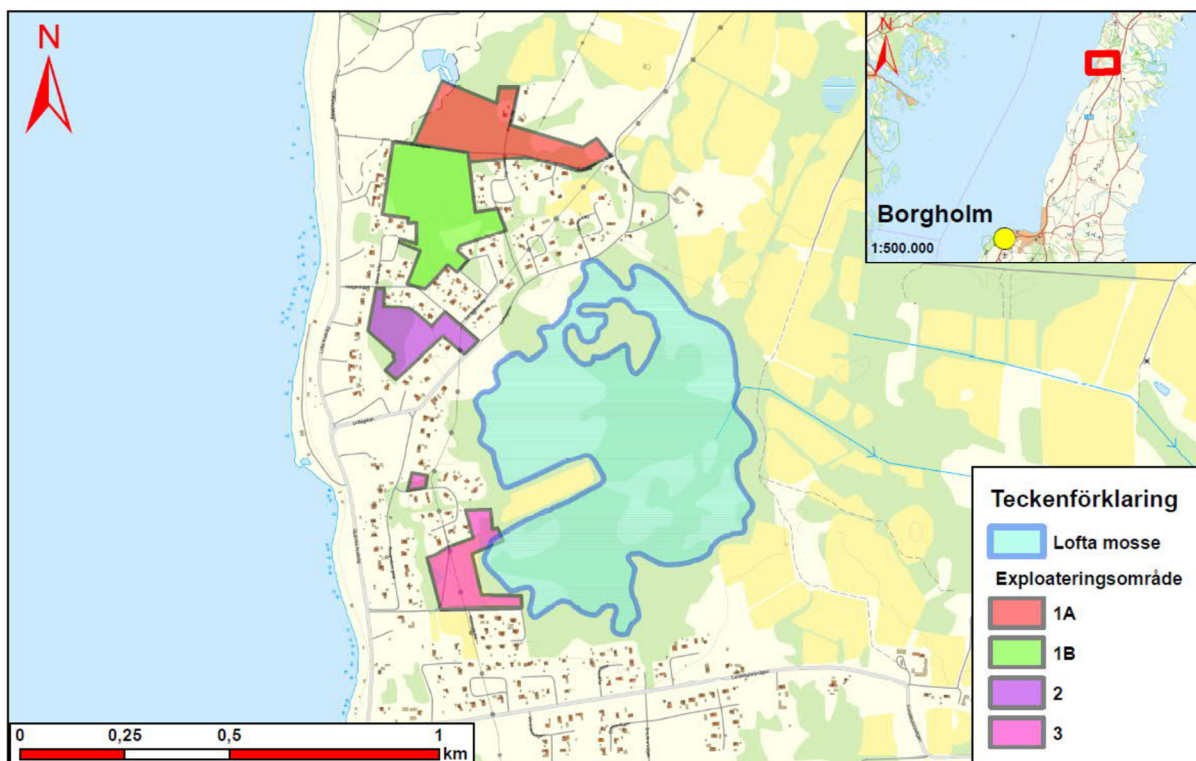 N
N
Borgholm
1:500.000
Teckenförklaring
Lofta mosse
Exploateringsområde
1A
1B
2
3
0
0,25
0,5
1
km